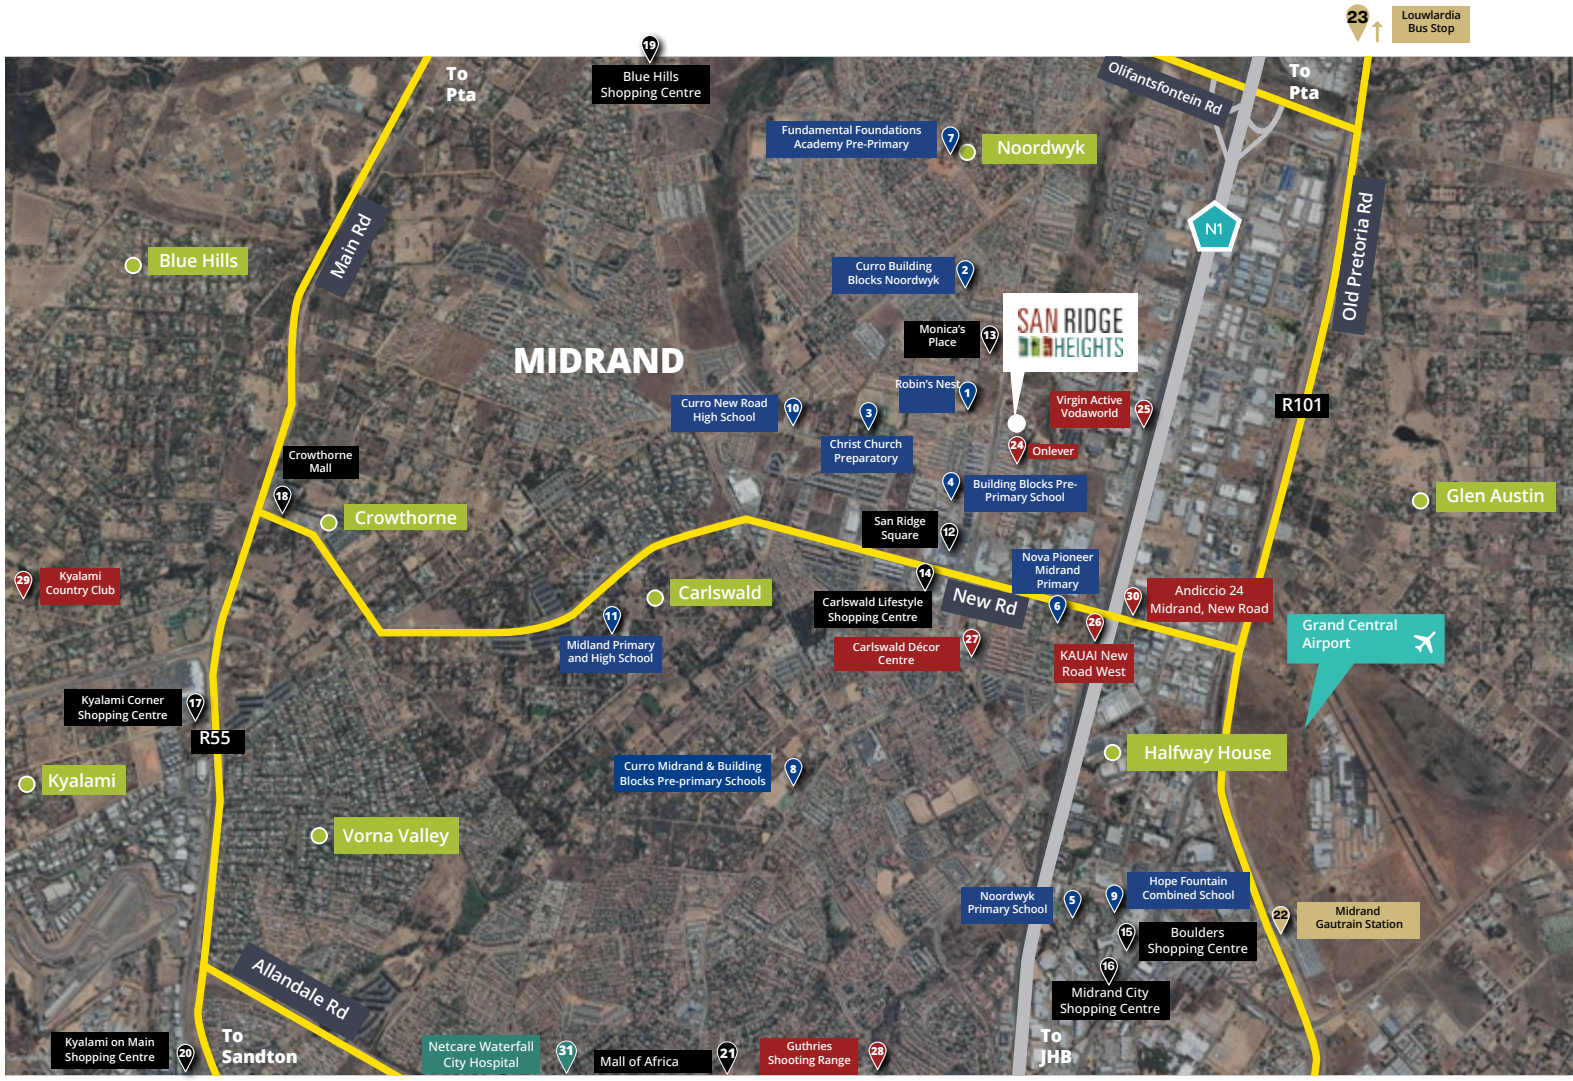 23
Louwlardia
Bus Stop
19
Blue Hills
Shopping Centre
To
Pta
Olifantsfontein Rd
To
Pta
Fundamental Foundations
Academy Pre-Primary
7
Noordwyk
Main Rd
N1
Old Pretoria Rd
Blue Hills
Curro Building
Blocks Noordwyk
2
SAN RIDGE
HEIGHTS
Monica's
Place
13
MIDRAND
Robin's Nest
1
Curro New Road
High School
10
3
Christ Church
Preparatory
Virgin Active
Vodaworld
25
R101
24
Onlever
Crowthorne
Mall
18
4
Building Blocks Pre-
Primary School
Glen Austin
Crowthorne
San Ridge
Square
12
Nova Pioneer
Midrand
Primary
6
29
Kyalami
Country Club
Carlswald
14
Carlswald Lifestyle
Shopping Centre
New Rd
30
Andiccio 24
Midrand, New Road
11
Midland Primary
and High School
26
KAUAI New
Road West
27
Carlswald Décor
Centre
Grand Central
Airport
Kyalami Corner
Shopping Centre
17
R55
Halfway House
Kyalami
Curro Midrand & Building
Blocks Pre-primary Schools
8
Vorna Valley
Noordwyk
Primary School
5
9
Hope Fountain
Combined School
22
Midrand
Gautrain Station
15
Boulders
Shopping Centre
16
Midrand City
Shopping Centre
Allandale Rd
Kyalami on Main
Shopping Centre
20
To
Sandton
Netcare Waterfall
City Hospital
31
Mall of Africa
21
Guthries
Shooting Range
28
To
JHB